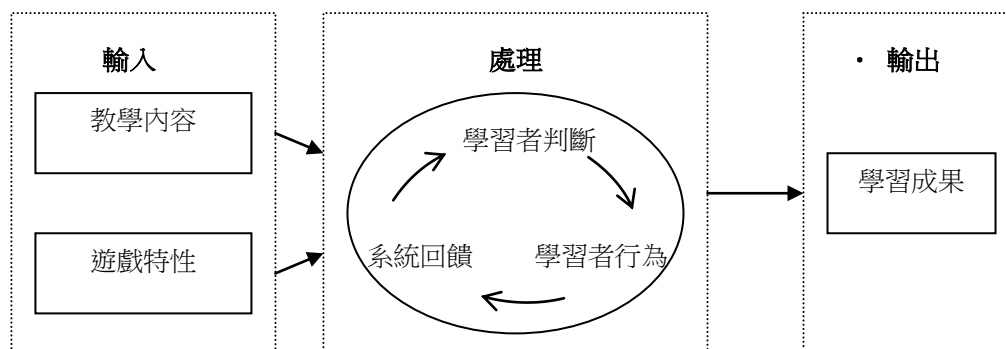 輸入
教學內容
遊戲特性
處理
學習者判斷
系統回饋
學習者行為
· 輸出
學習成果